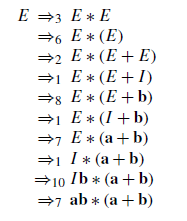 E ⇒₃ E ∗ E
⇒₆ E ∗ (E)
⇒₂ E ∗ (E + E)
⇒₁ E ∗ (E + I)
⇒₈ E ∗ (E + b)
⇒₁ E ∗ (I + b)
⇒₇ E ∗ (a + b)
⇒₁ I ∗ (a + b)
⇒₁₀ Ib ∗ (a + b)
⇒₇ ab ∗ (a + b)